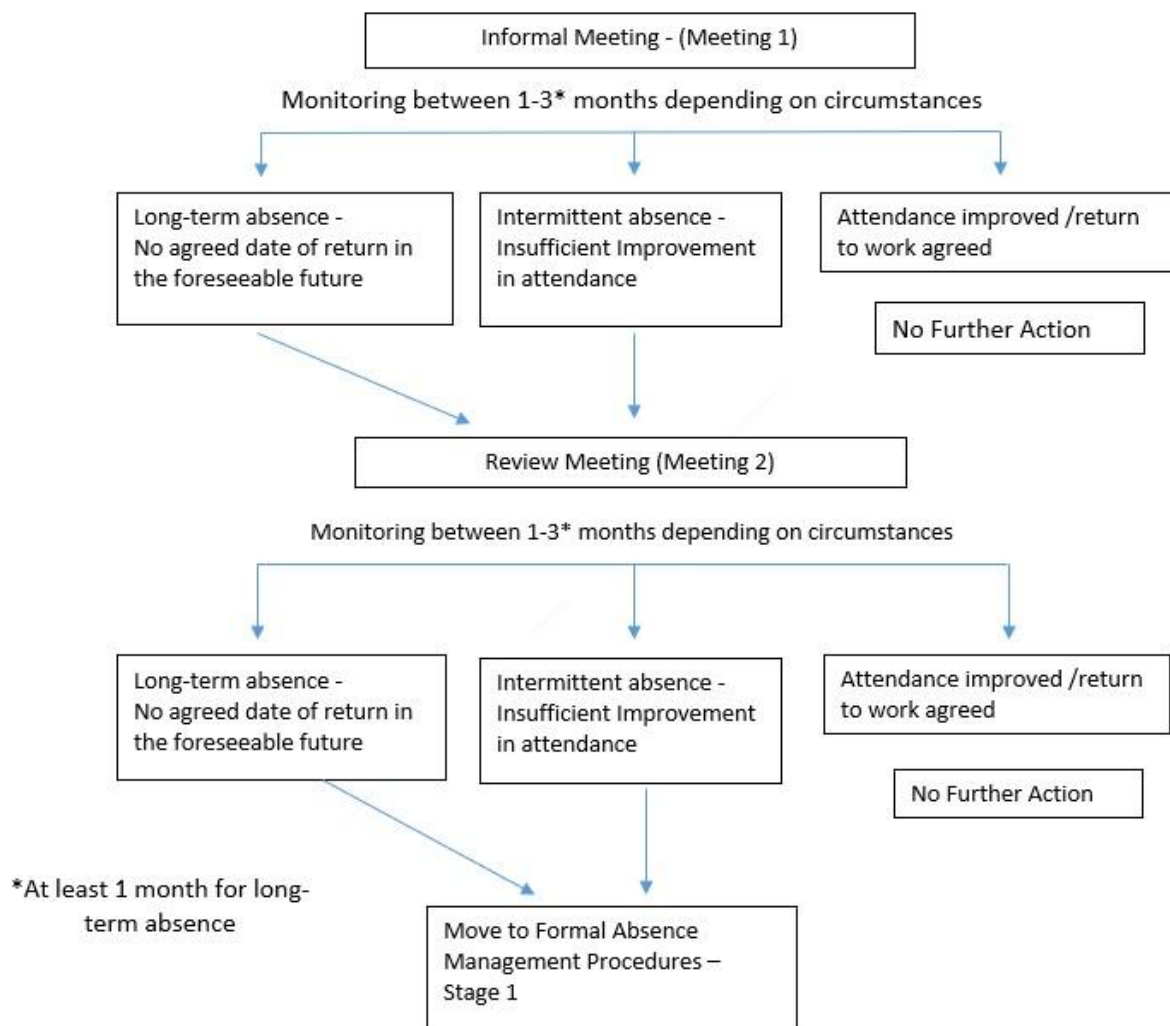 Informal Meeting - (Meeting 1)
Monitoring between 1-3* months depending on circumstances
Long-term absence -
No agreed date of return in
the foreseeable future
Intermittent absence -
Insufficient Improvement
in attendance
Attendance improved /return
to work agreed
No Further Action
Review Meeting (Meeting 2)
Monitoring between 1-3* months depending on circumstances
Long-term absence -
No agreed date of return in
the foreseeable future
Intermittent absence -
Insufficient Improvement
in attendance
Attendance improved /return
to work agreed
No Further Action
*At least 1 month for long-
term absence
Move to Formal Absence
Management Procedures –
Stage 1